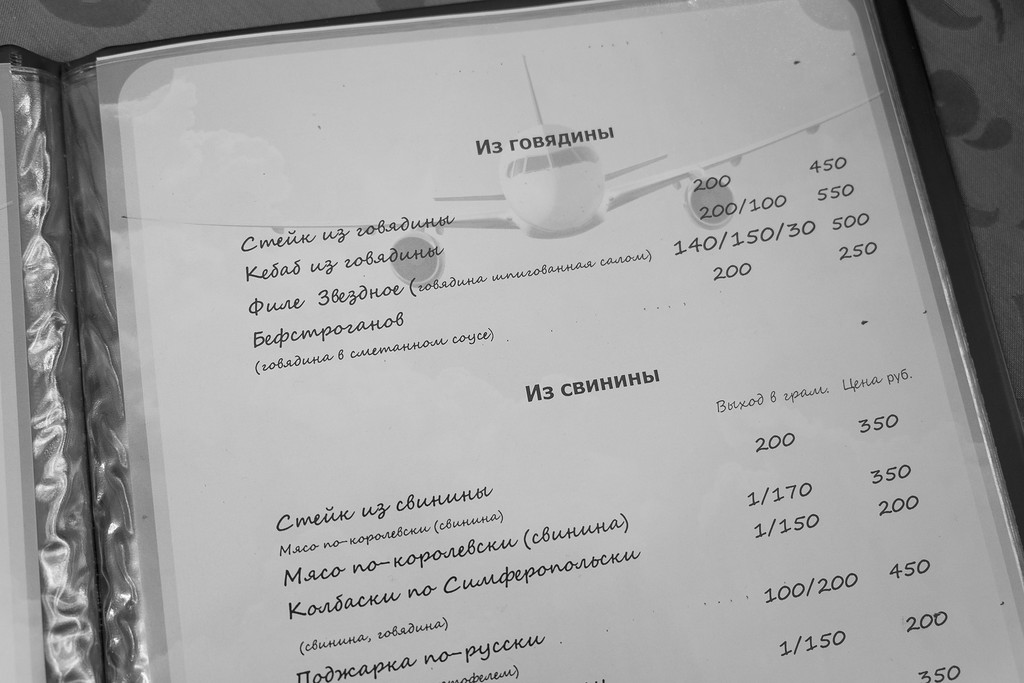 Из говядины
Стейк из говядины 200 450
Кебаб из говядины 200/100 550
Филе Звездное (говядина шпигованная салом) 140/150/30 500
Бефстроганов 200 250
(говядина в сметанном соусе)
Из свинины
Выход в грам. Цена руб.
Стейк из свинины 200 350
Мясо по-королевски (свинина)
Мясо по-королевски (свинина) 1/170 350
Колбаски по Симферопольски 1/150 200
(свинина, говядина)
Поджарка по-русски 100/200 450
1/150 200
350